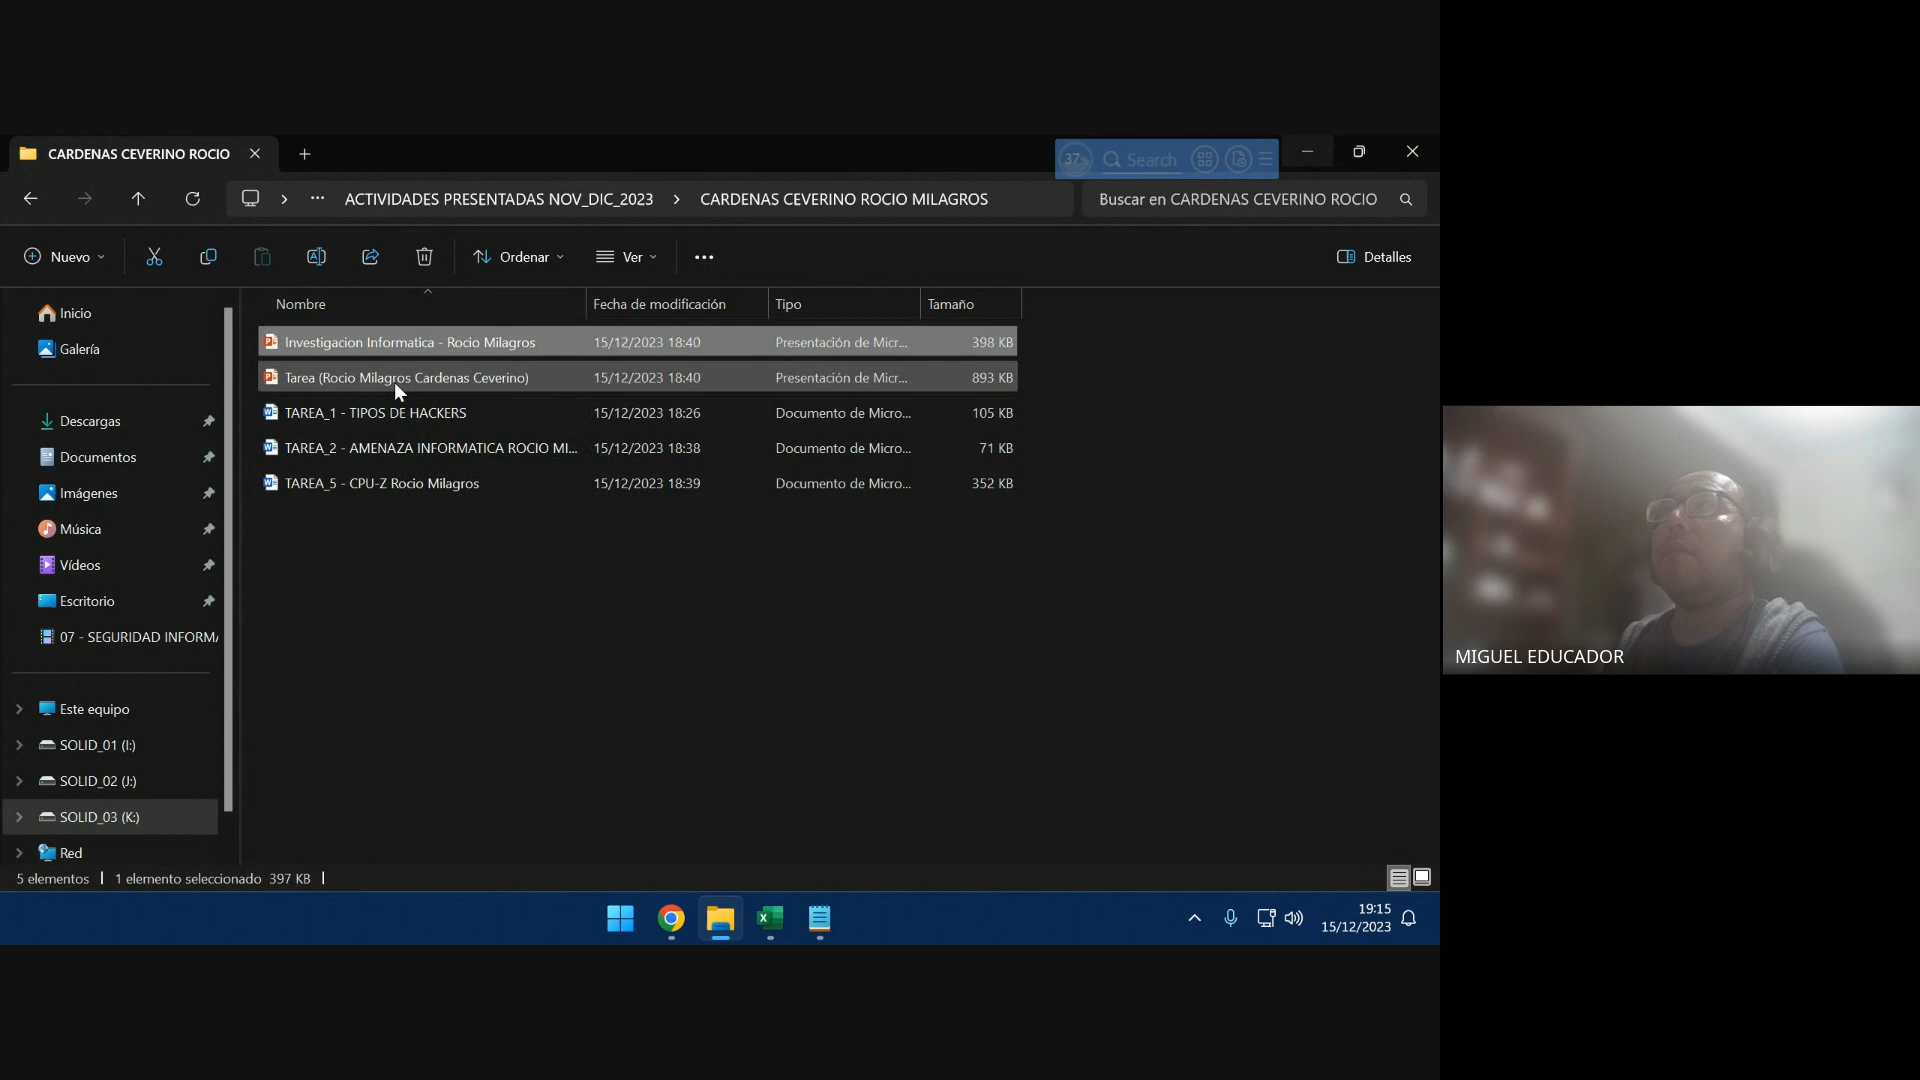 CARDENAS CEVERINO ROCIO
37%
Search
ACTIVIDADES PRESENTADAS NOV_DIC_2023
CARDENAS CEVERINO ROCIO MILAGROS
Buscar en CARDENAS CEVERINO ROCIO
Nuevo
Ordenar
Ver
Detalles
Nombre Fecha de modificación Tipo Tamaño
Investigacion Informatica - Rocio Milagros 15/12/2023 18:40 Presentación de Micr... 398 KB
Tarea (Rocio Milagros Cardenas Ceverino) 15/12/2023 18:40 Presentación de Micr... 893 KB
TAREA_1 - TIPOS DE HACKERS 15/12/2023 18:26 Documento de Micro... 105 KB
TAREA_2 - AMENAZA INFORMATICA ROCIO MI... 15/12/2023 18:38 Documento de Micro... 71 KB
TAREA_5 - CPU-Z Rocio Milagros 15/12/2023 18:39 Documento de Micro... 352 KB
Inicio
Galería
Descargas
Documentos
Imágenes
Música
Vídeos
Escritorio
07 - SEGURIDAD INFORMA
Este equipo
SOLID_01 (I:)
SOLID_02 (J:)
SOLID_03 (K:)
Red
5 elementos
1 elemento seleccionado 397 KB
19:15
15/12/2023
MIGUEL EDUCADOR